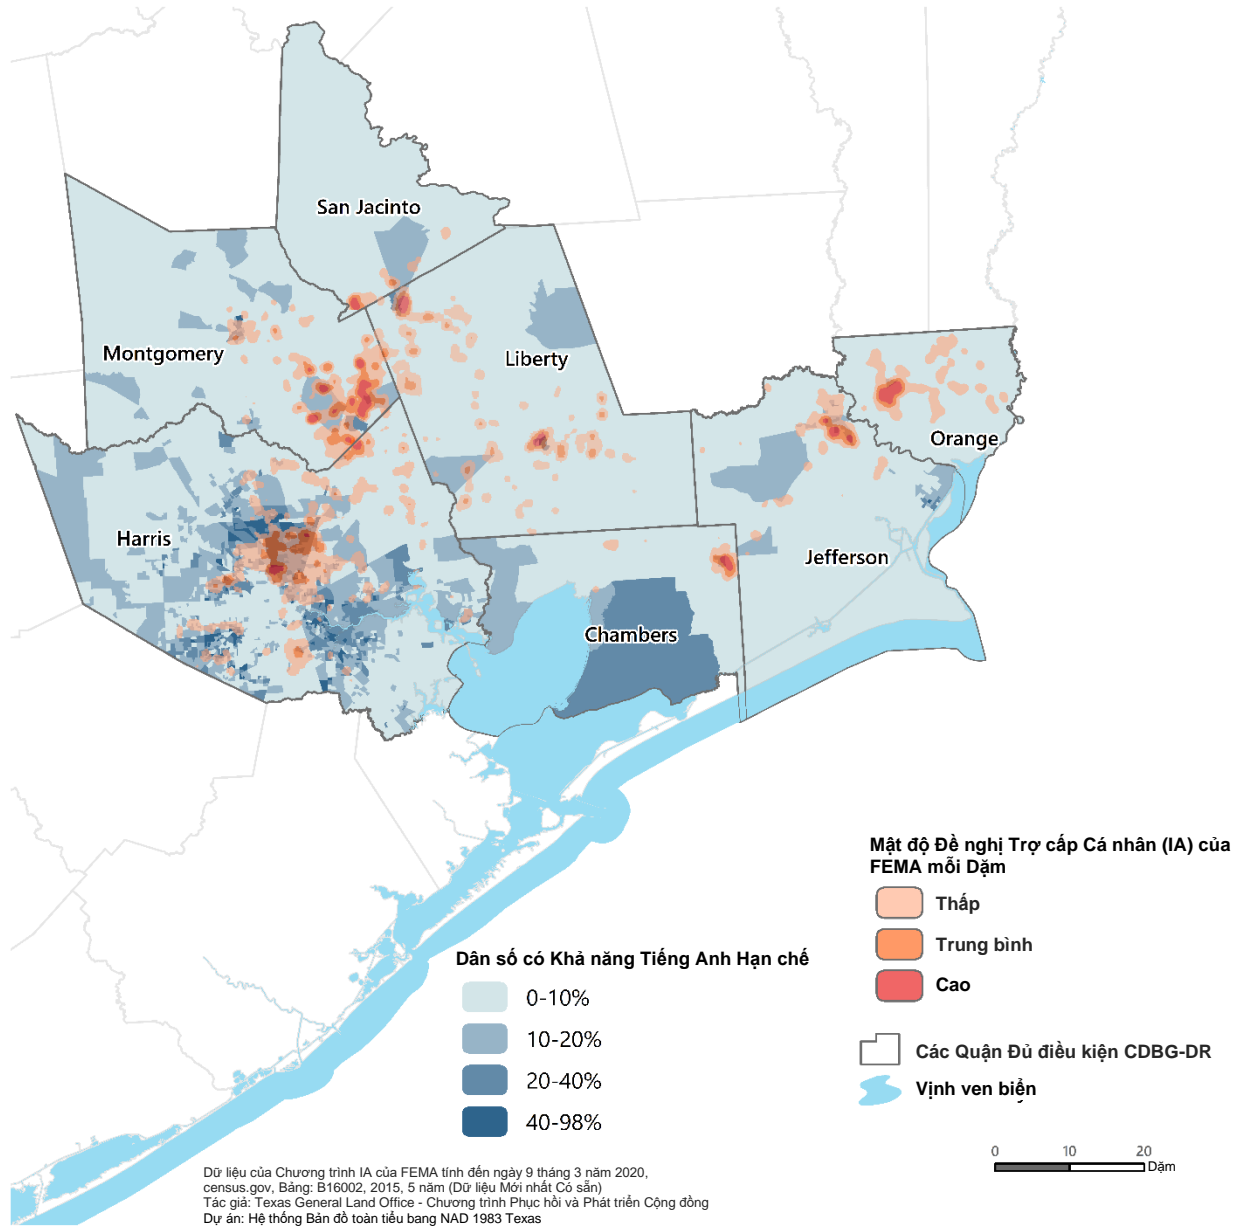 San Jacinto
Montgomery
Liberty
Orange
Harris
Jefferson
Chambers
Mật độ Đề nghị Trợ cấp Cá nhân (IA) của
FEMA mỗi Dặm
Thấp
Trung bình
Cao
Dân số có Khả năng Tiếng Anh Hạn chế
0-10%
10-20%
20-40%
40-98%
Các Quận Đủ điều kiện CDBG-DR
Vịnh ven biển
0 10 20
Dặm
Dữ liệu của Chương trình IA của FEMA tính đến ngày 9 tháng 3 năm 2020,
census.gov, Bảng: B16002, 2015, 5 năm (Dữ liệu Mới nhất Có sẵn)
Tác giả: Texas General Land Office - Chương trình Phục hồi và Phát triển Cộng đồng
Dự án: Hệ thống Bản đồ toàn tiểu bang NAD 1983 Texas